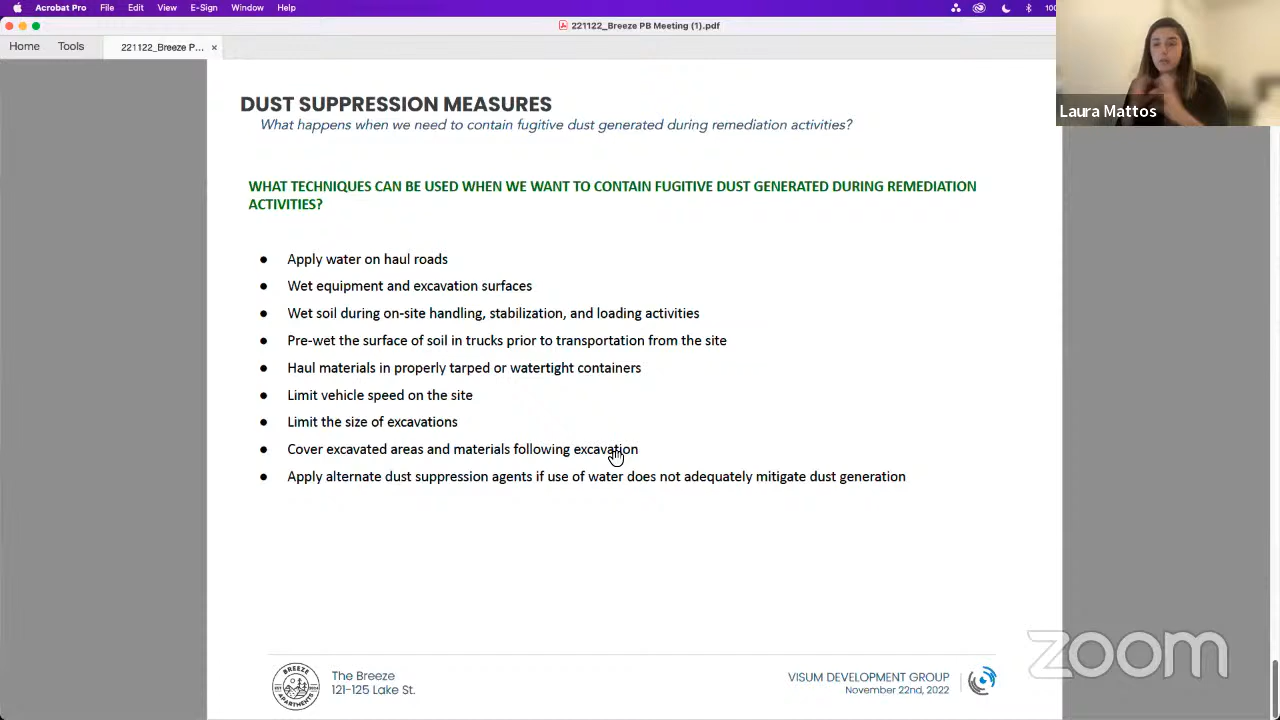 Acrobat Pro File Edit View E-Sign Window Help
221122_Breeze PB Meeting (1).pdf
Home Tools 221122_Breeze P... ×
Laura Mattos
DUST SUPPRESSION MEASURES
What happens when we need to contain fugitive dust generated during remediation activities?
WHAT TECHNIQUES CAN BE USED WHEN WE WANT TO CONTAIN FUGITIVE DUST GENERATED DURING REMEDIATION
ACTIVITIES?
● Apply water on haul roads
● Wet equipment and excavation surfaces
● Wet soil during on-site handling, stabilization, and loading activities
● Pre-wet the surface of soil in trucks prior to transportation from the site
● Haul materials in properly tarped or watertight containers
● Limit vehicle speed on the site
● Limit the size of excavations
● Cover excavated areas and materials following excavation
● Apply alternate dust suppression agents if use of water does not adequately mitigate dust generation
BREEZE
APARTMENTS
The Breeze
121-125 Lake St.
VISUM DEVELOPMENT GROUP
November 22nd, 2022
zoom